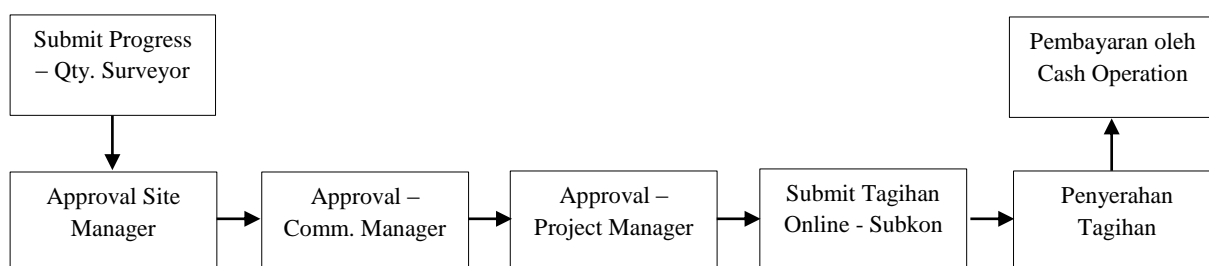 Submit Progress
– Qty. Surveyor
Approval Site
Manager
Approval –
Comm. Manager
Approval –
Project Manager
Submit Tagihan
Online - Subkon
Penyerahan
Tagihan
Pembayaran oleh
Cash Operation